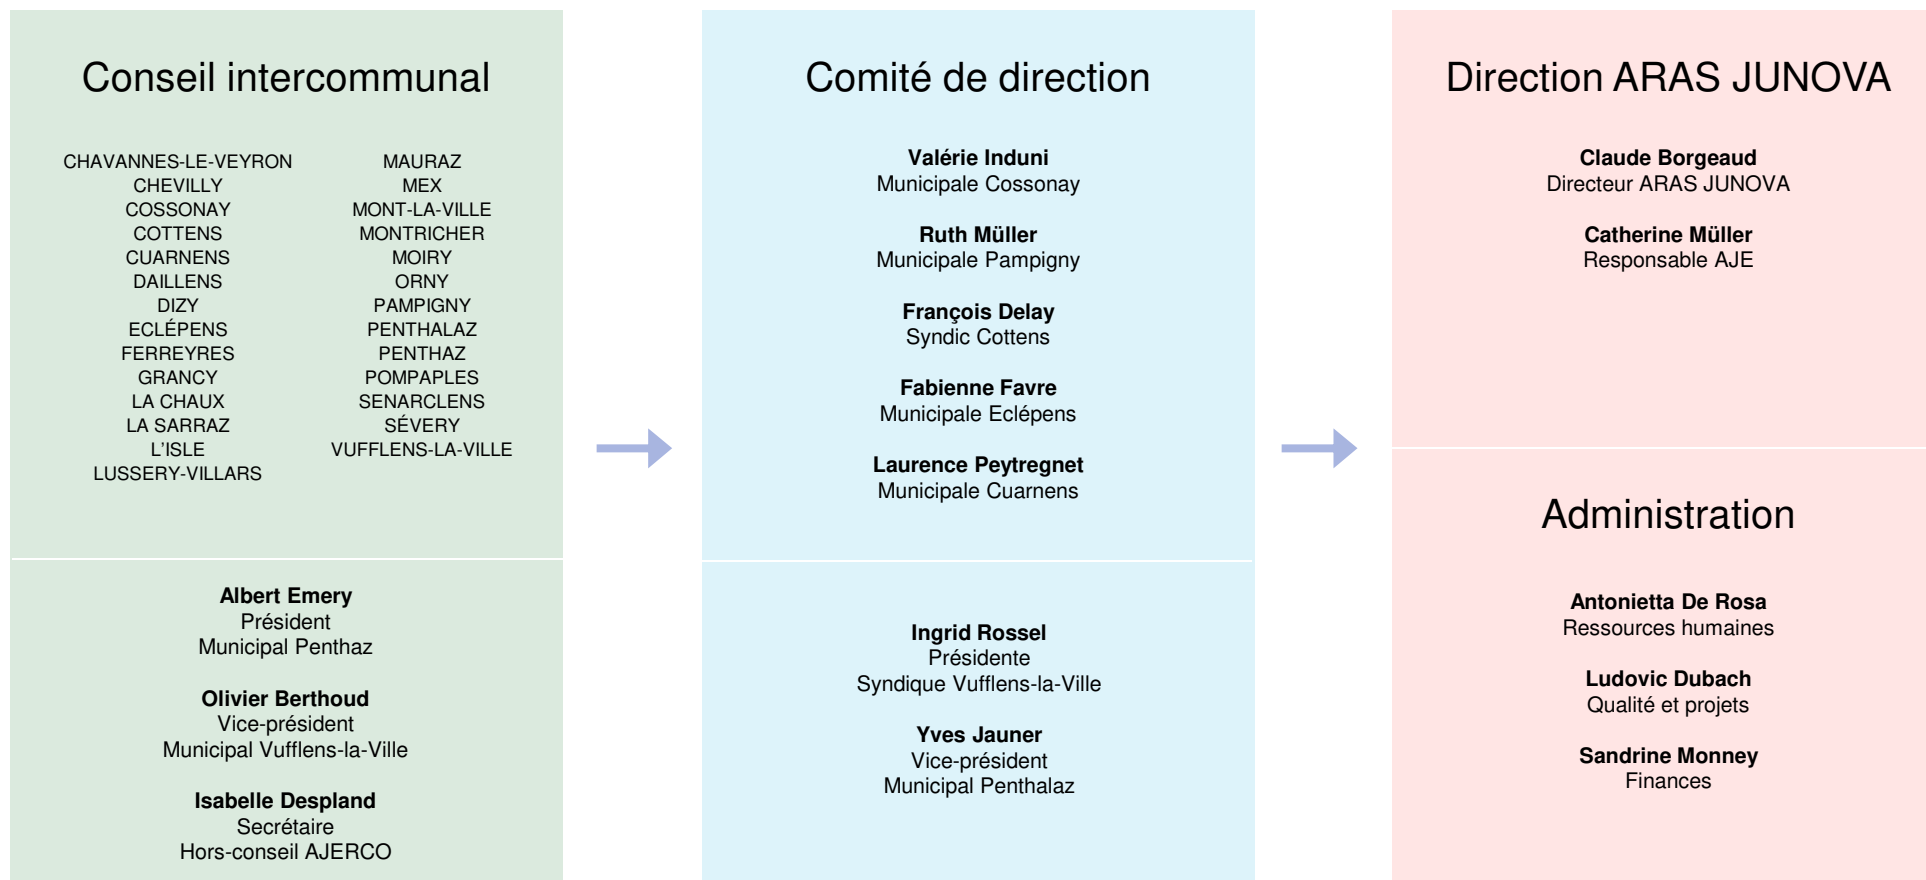 Conseil intercommunal
CHAVANNES-LE-VEYRON
CHEVILLY
COSSONAY
COTTENS
CUARNENS
DAILLENS
DIZY
ECLÉPENS
FERREYRES
GRANCY
LA CHAUX
LA SARRAZ
L'ISLE
LUSSERY-VILLARS
MAURAZ
MEX
MONT-LA-VILLE
MONTRICHER
MOIRY
ORNY
PAMPIGNY
PENTHALAZ
PENTHAZ
POMPAPLES
SENARCLENS
SÉVERY
VUFFLENS-LA-VILLE
Albert Emery
Président
Municipal Penthaz
Olivier Berthoud
Vice-président
Municipal Vufflens-la-Ville
Isabelle Despland
Secrétaire
Hors-conseil AJERCO
Comité de direction
Valérie Induni
Municipale Cossonay
Ruth Müller
Municipale Pampigny
François Delay
Syndic Cottens
Fabienne Favre
Municipale Eclépens
Laurence Peytregnet
Municipale Cuarnens
Ingrid Rossel
Présidente
Syndique Vufflens-la-Ville
Yves Jauner
Vice-président
Municipal Penthalaz
Direction ARAS JUNOVA
Claude Borgeaud
Directeur ARAS JUNOVA
Catherine Müller
Responsable AJE
Administration
Antonietta De Rosa
Ressources humaines
Ludovic Dubach
Qualité et projets
Sandrine Monney
Finances